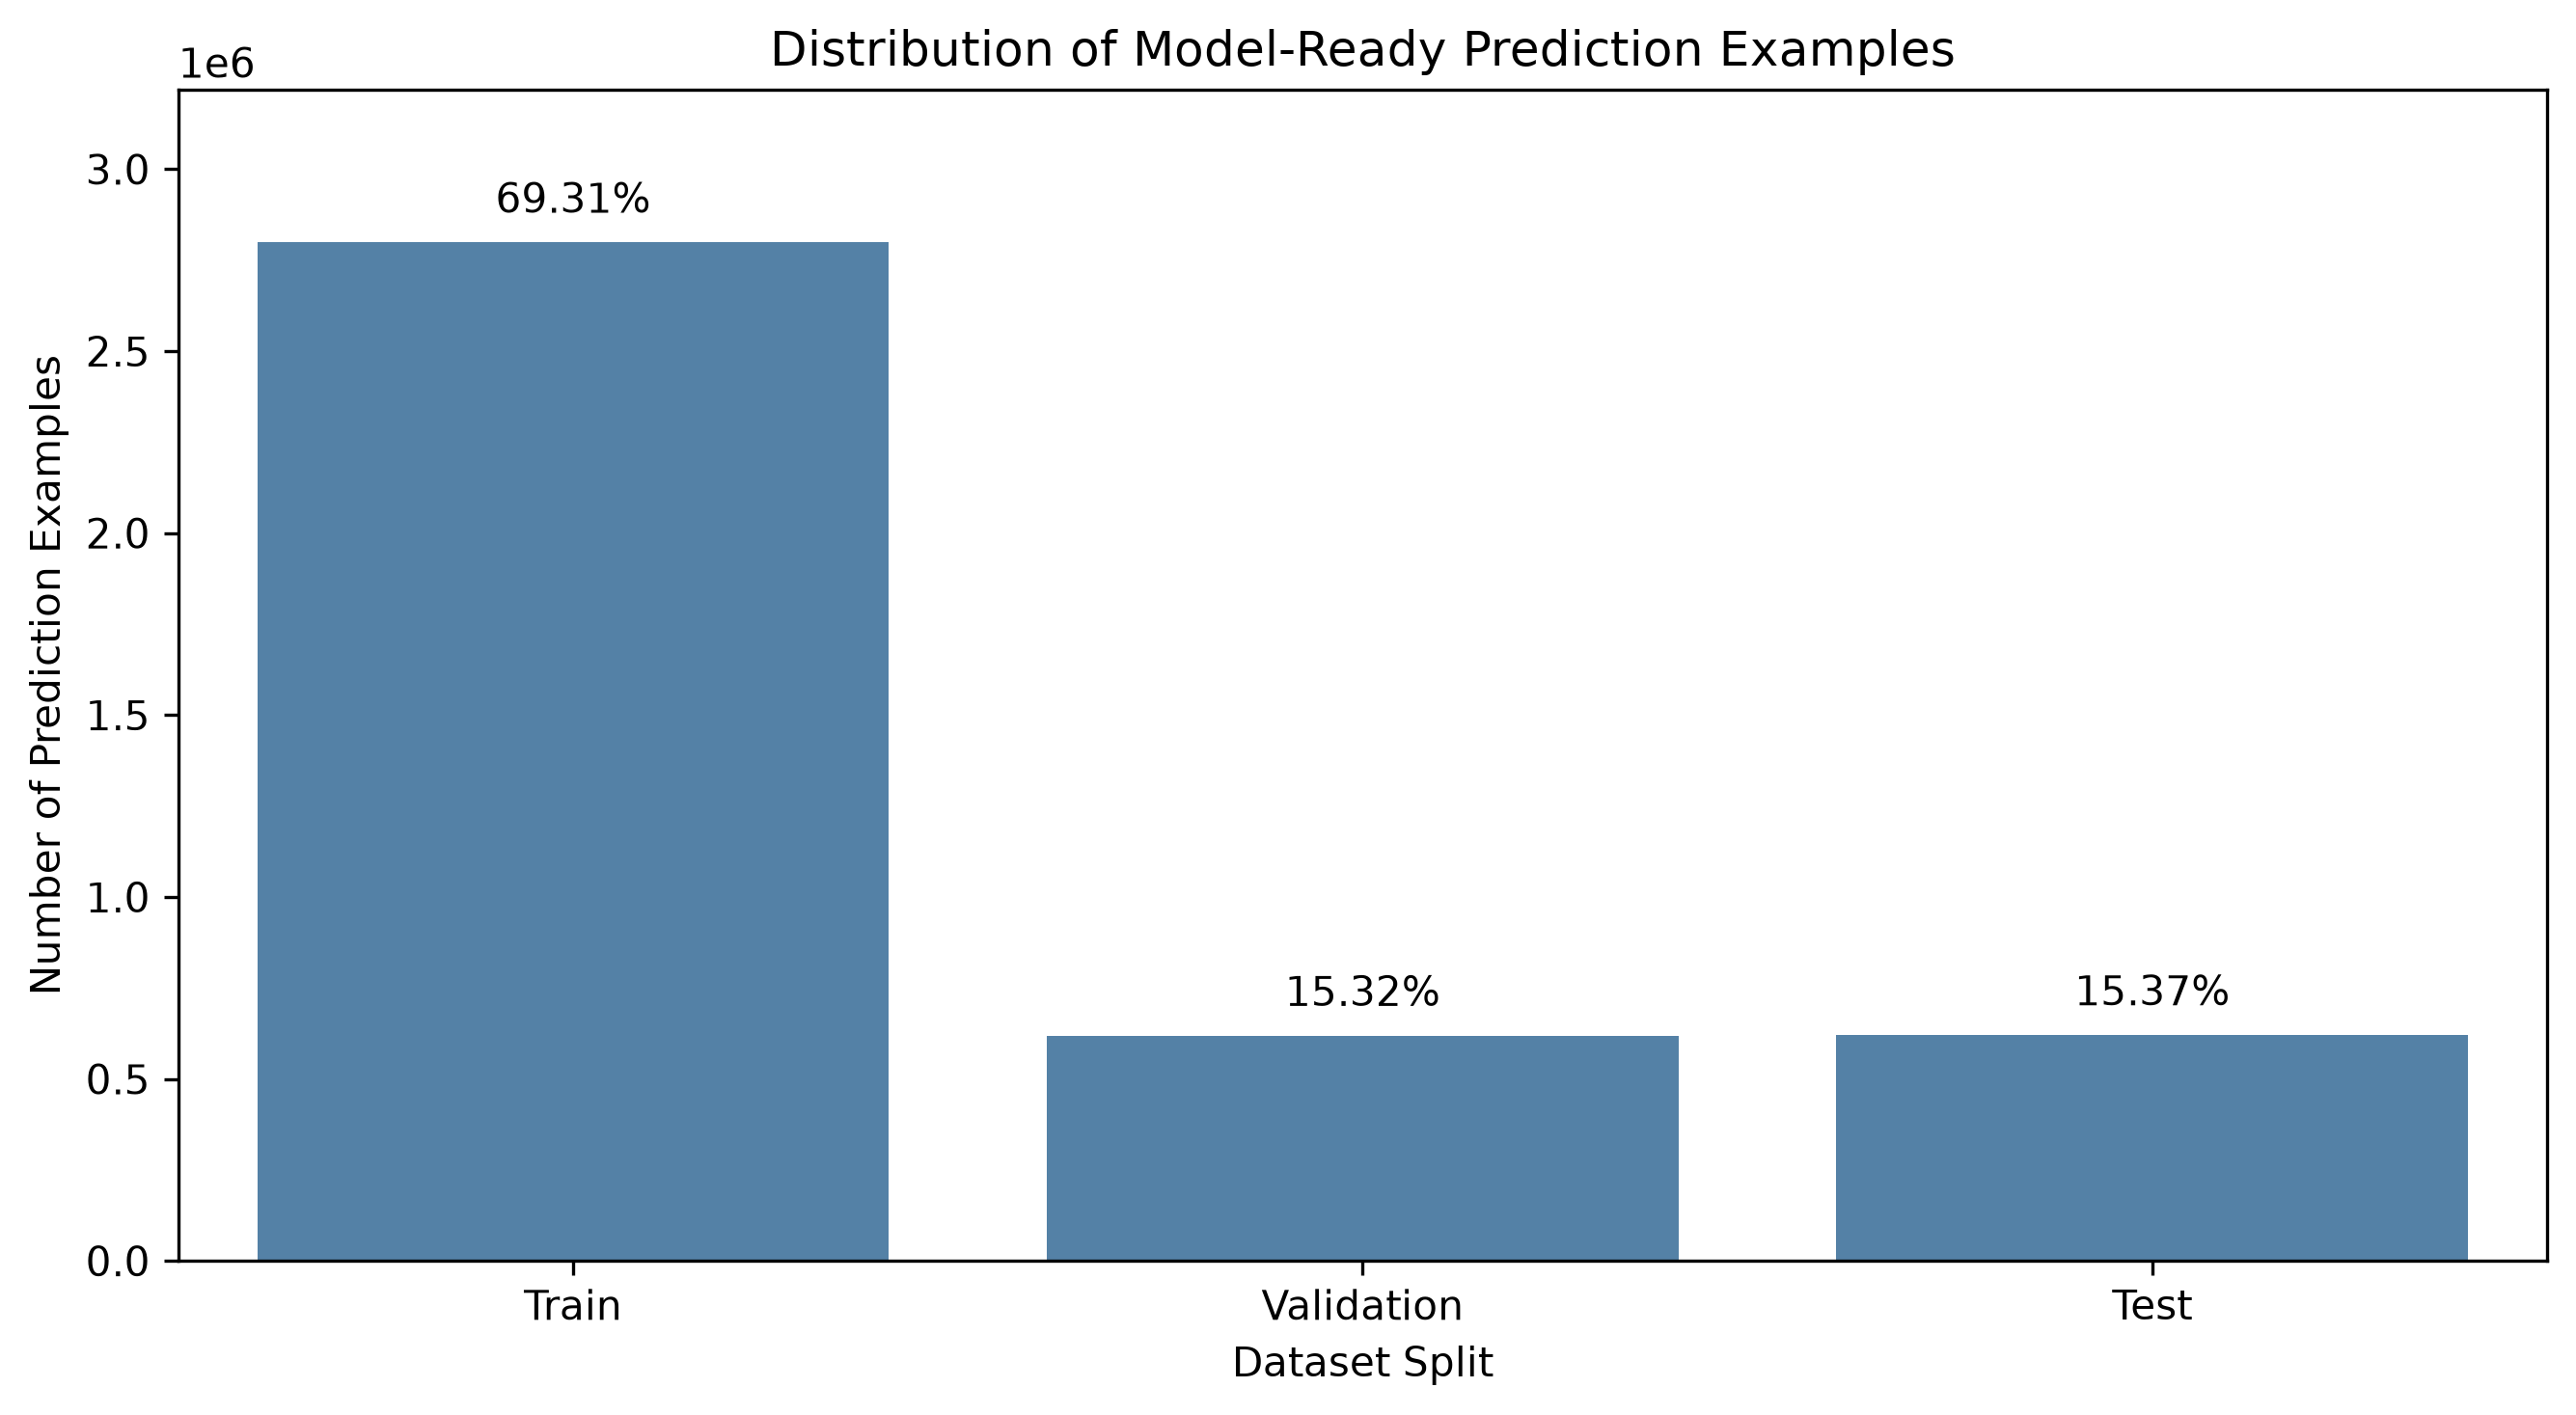 Distribution of Model-Ready Prediction Examples
1e6
3.0
2.5
2.0
1.5
1.0
0.5
0.0
Number of Prediction Examples
69.31%
15.32%
15.37%
Train
Validation
Test
Dataset Split